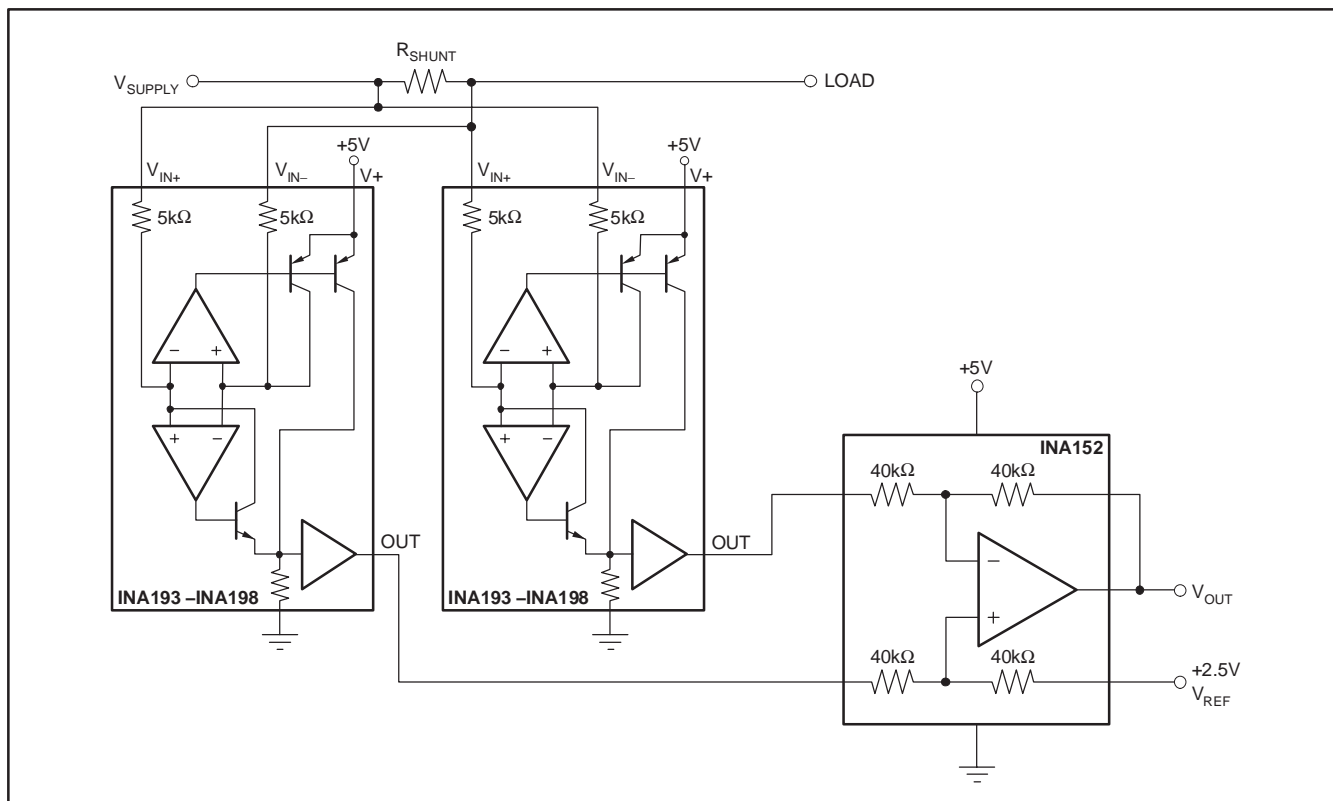 R_SHUNT
V_SUPPLY
LOAD
+5V
+5V
V_IN+
V_IN–
V+
V_IN+
V_IN–
V+
5kΩ
5kΩ
5kΩ
5kΩ
− +
− +
+ −
+ −
+5V
INA152
40kΩ
40kΩ
OUT
OUT
−
+
V_OUT
INA193 –INA198
INA193 –INA198
40kΩ
40kΩ
+2.5V
V_REF